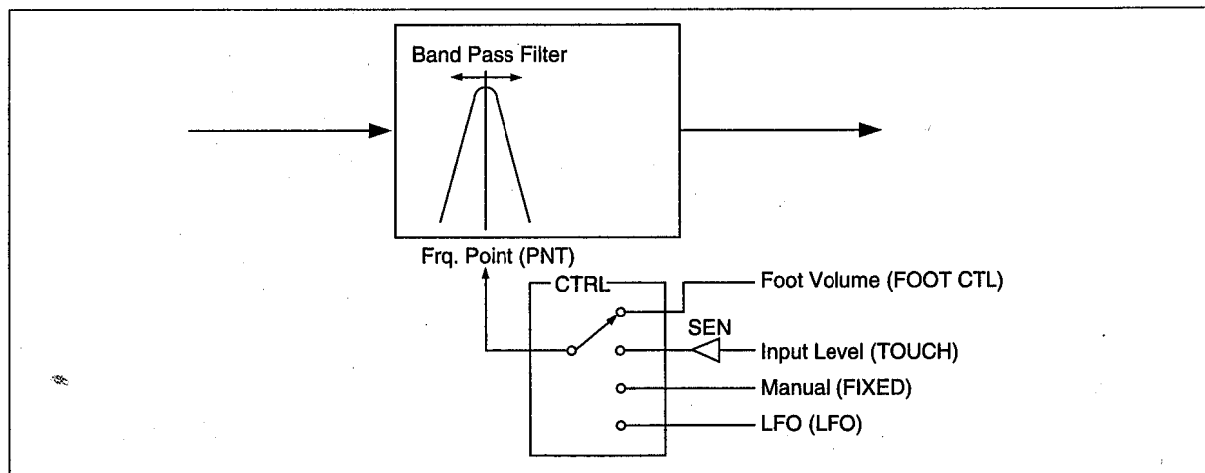 Band Pass Filter
Frq. Point (PNT)
CTRL
Foot Volume (FOOT CTL)
SEN
Input Level (TOUCH)
Manual (FIXED)
LFO (LFO)